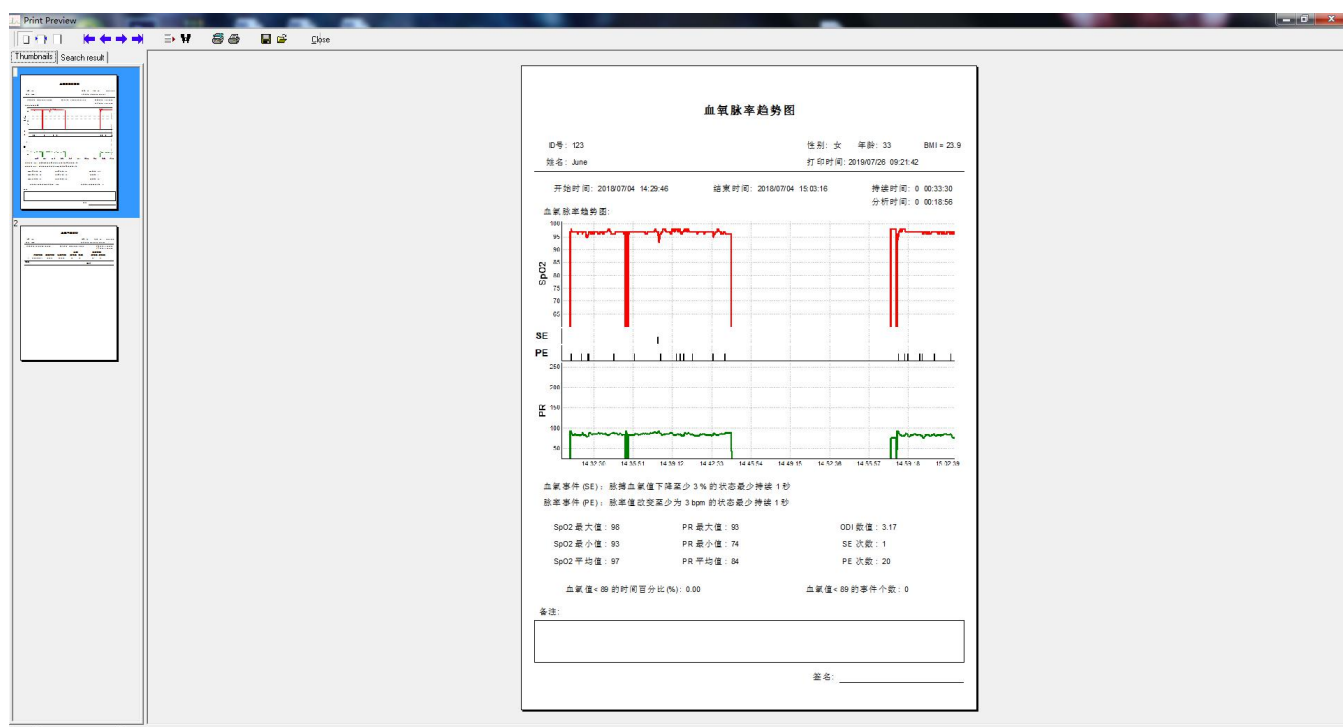 Print Preview
Close
Thumbnails Search result
2
血氧脉率趋势图
ID号: 123 性别: 女 年龄: 33 BMI = 23.9
姓名: June 打印时间: 2019/07/26 09:21:42
开始时间: 2018/07/04 14:29:46 结束时间: 2018/07/04 15:03:16 持续时间: 0 00:33:30
分析时间: 0 00:18:56
血氧脉率趋势图:
100
95
90
85
80
75
70
65
SpO2
SE
PE
250
200
150
100
50
PR
14:32:30 14:35:51 14:39:12 14:42:33 14:45:54 14:49:15 14:52:36 14:55:57 14:59:18 15:02:39
血氧事件 (SE): 脉搏血氧值下降至少 3 % 的状态最少持续 1 秒
脉率事件 (PE): 脉率值改变至少为 3 bpm 的状态最少持续 1 秒
SpO2 最大值: 98 PR 最大值: 93 ODI 数值: 3.17
SpO2 最小值: 93 PR 最小值: 74 SE 次数: 1
SpO2 平均值: 97 PR 平均值: 84 PE 次数: 20
血氧值< 89 的时间百分比(%): 0.00 血氧值< 89 的事件个数: 0
备注:
签名: